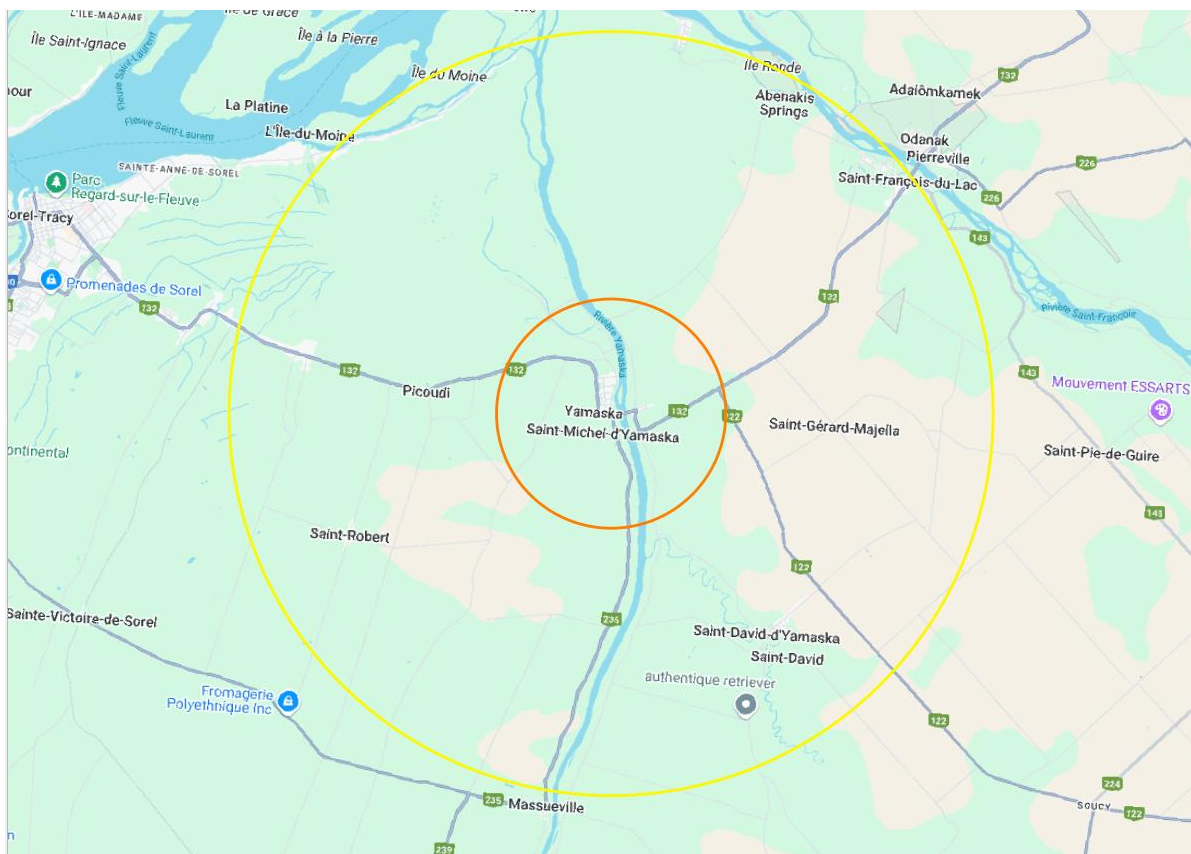 L'ÎLE-MADAME
Île de Grâce
Île Saint-Ignace
Île à la Pierre
Île du Moine
Ile Ronde
132
Adalômkamek
Abenakis
Springs
Fleuve Saint-Laurent
La Platine
Fleuve Saint-Laurent
L'Île-du-Moine
Odanak
Pierreville
226
SAINTE-ANNE-DE-SOREL
Parc
Regard-sur-le-Fleuve
Saint-François-du-Lac
226
Sorel-Tracy
143
Promenades de Sorel
132
132
Rivière Saint-François
Rivière Yamaska
132
132
Picoudi
143
Mouvement ESSARTS
Yamaska
132
122
Saint-Gérard-Majella
Saint-Michel-d'Yamaska
ontinental
Saint-Pie-de-Guire
143
Saint-Robert
122
Sainte-Victoire-de-Sorel
235
Saint-David-d'Yamaska
Saint-David
authentique retriever
Fromagerie
Polyethnique Inc
122
224
235
Massueville
SOUCY
122
239